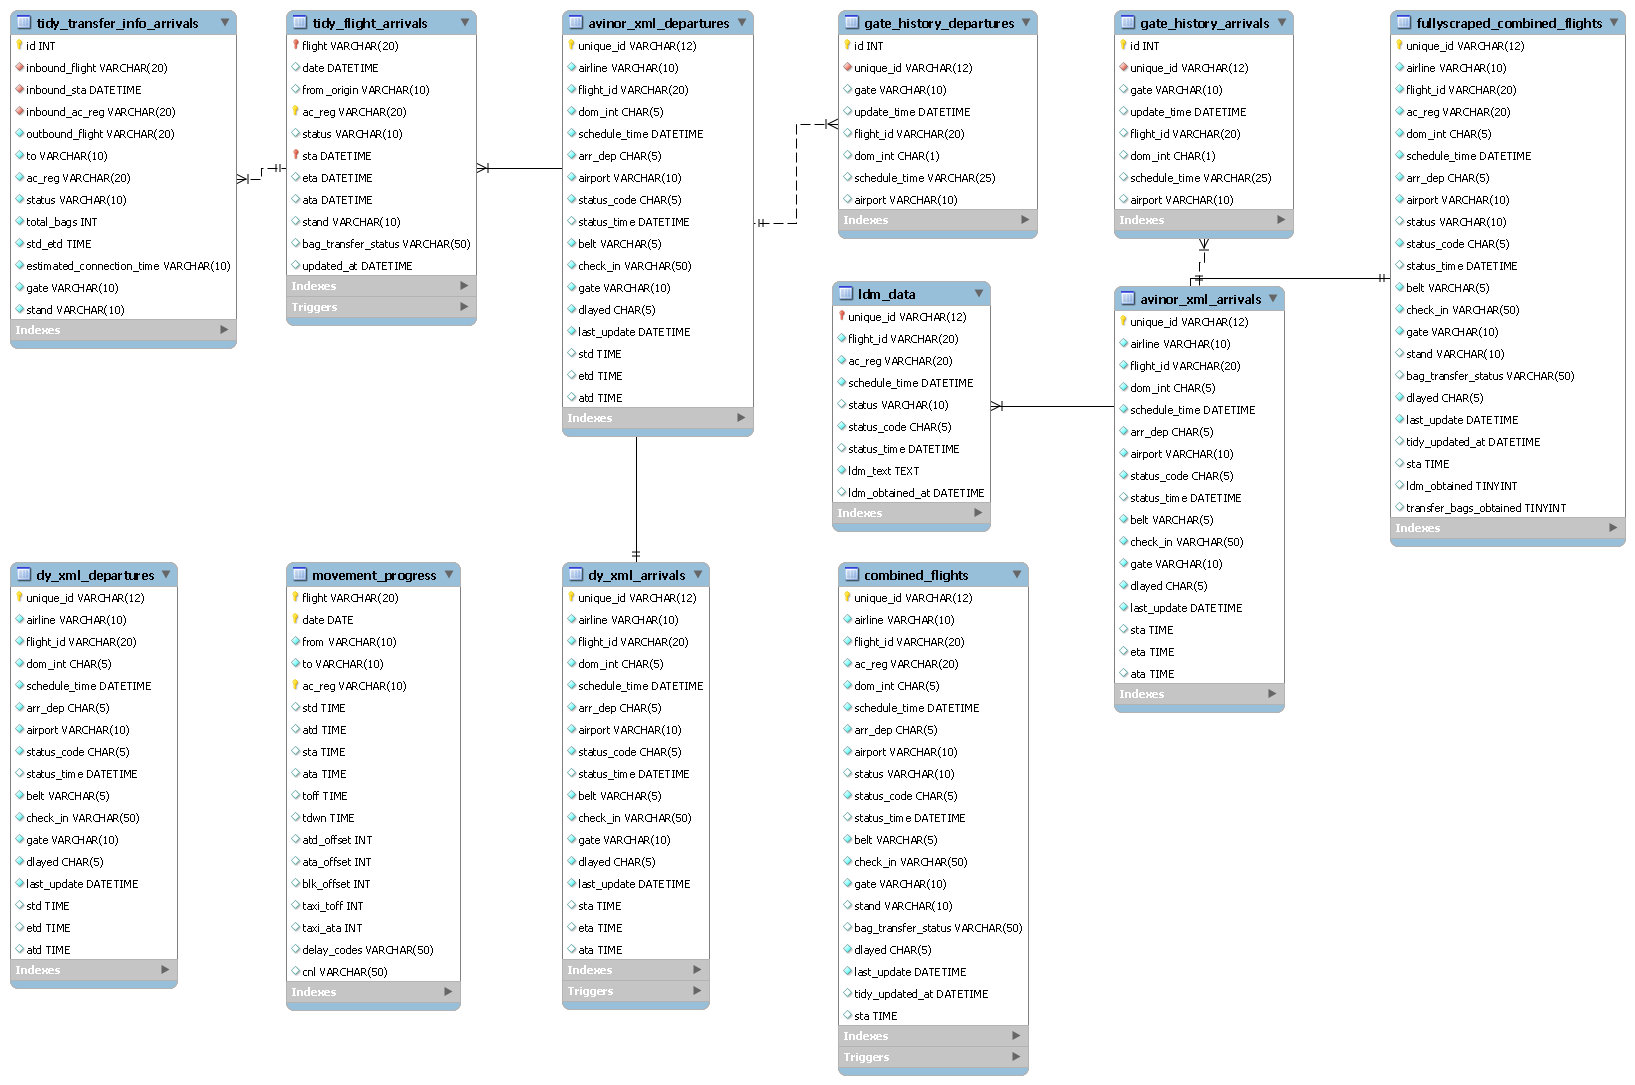 tidy_transfer_info_arrivals
id INT
inbound_flight VARCHAR(20)
inbound_sta DATETIME
inbound_ac_reg VARCHAR(20)
outbound_flight VARCHAR(20)
to VARCHAR(10)
ac_reg VARCHAR(20)
status VARCHAR(10)
total_bags INT
std_etd TIME
estimated_connection_time VARCHAR(10)
gate VARCHAR(10)
stand VARCHAR(10)
Indexes
tidy_flight_arrivals
flight VARCHAR(20)
date DATETIME
from_origin VARCHAR(10)
ac_reg VARCHAR(20)
status VARCHAR(10)
sta DATETIME
eta DATETIME
ata DATETIME
stand VARCHAR(10)
bag_transfer_status VARCHAR(50)
updated_at DATETIME
Indexes
Triggers
avinor_xml_departures
unique_id VARCHAR(12)
airline VARCHAR(10)
flight_id VARCHAR(20)
dom_int CHAR(5)
schedule_time DATETIME
arr_dep CHAR(5)
airport VARCHAR(10)
status_code CHAR(5)
status_time DATETIME
belt VARCHAR(5)
check_in VARCHAR(50)
gate VARCHAR(10)
dlayed CHAR(5)
last_update DATETIME
std TIME
etd TIME
atd TIME
Indexes
gate_history_departures
id INT
unique_id VARCHAR(12)
gate VARCHAR(10)
update_time DATETIME
flight_id VARCHAR(20)
dom_int CHAR(1)
schedule_time VARCHAR(25)
airport VARCHAR(10)
Indexes
gate_history_arrivals
id INT
unique_id VARCHAR(12)
gate VARCHAR(10)
update_time DATETIME
flight_id VARCHAR(20)
dom_int CHAR(1)
schedule_time VARCHAR(25)
airport VARCHAR(10)
Indexes
fullyscraped_combined_flights
unique_id VARCHAR(12)
airline VARCHAR(10)
flight_id VARCHAR(20)
ac_reg VARCHAR(20)
dom_int CHAR(5)
schedule_time DATETIME
arr_dep CHAR(5)
airport VARCHAR(10)
status VARCHAR(10)
status_code CHAR(5)
status_time DATETIME
belt VARCHAR(5)
check_in VARCHAR(50)
gate VARCHAR(10)
stand VARCHAR(10)
bag_transfer_status VARCHAR(50)
dlayed CHAR(5)
last_update DATETIME
tidy_updated_at DATETIME
sta TIME
ldm_obtained TINYINT
transfer_bags_obtained TINYINT
Indexes
ldm_data
unique_id VARCHAR(12)
flight_id VARCHAR(20)
ac_reg VARCHAR(20)
schedule_time DATETIME
status VARCHAR(10)
status_code CHAR(5)
status_time DATETIME
ldm_text TEXT
ldm_obtained_at DATETIME
Indexes
avinor_xml_arrivals
unique_id VARCHAR(12)
airline VARCHAR(10)
flight_id VARCHAR(20)
dom_int CHAR(5)
schedule_time DATETIME
arr_dep CHAR(5)
airport VARCHAR(10)
status_code CHAR(5)
status_time DATETIME
belt VARCHAR(5)
check_in VARCHAR(50)
gate VARCHAR(10)
dlayed CHAR(5)
last_update DATETIME
sta TIME
eta TIME
ata TIME
Indexes
dy_xml_departures
unique_id VARCHAR(12)
airline VARCHAR(10)
flight_id VARCHAR(20)
dom_int CHAR(5)
schedule_time DATETIME
arr_dep CHAR(5)
airport VARCHAR(10)
status_code CHAR(5)
status_time DATETIME
belt VARCHAR(5)
check_in VARCHAR(50)
gate VARCHAR(10)
dlayed CHAR(5)
last_update DATETIME
std TIME
etd TIME
atd TIME
Indexes
movement_progress
flight VARCHAR(20)
date DATE
from VARCHAR(10)
to VARCHAR(10)
ac_reg VARCHAR(10)
std TIME
atd TIME
sta TIME
ata TIME
toff TIME
tdwn TIME
atd_offset INT
ata_offset INT
blk_offset INT
taxi_toff INT
taxi_ata INT
delay_codes VARCHAR(50)
cnl VARCHAR(50)
Indexes
dy_xml_arrivals
unique_id VARCHAR(12)
airline VARCHAR(10)
flight_id VARCHAR(20)
dom_int CHAR(5)
schedule_time DATETIME
arr_dep CHAR(5)
airport VARCHAR(10)
status_code CHAR(5)
status_time DATETIME
belt VARCHAR(5)
check_in VARCHAR(50)
gate VARCHAR(10)
dlayed CHAR(5)
last_update DATETIME
sta TIME
eta TIME
ata TIME
Indexes
Triggers
combined_flights
unique_id VARCHAR(12)
airline VARCHAR(10)
flight_id VARCHAR(20)
ac_reg VARCHAR(20)
dom_int CHAR(5)
schedule_time DATETIME
arr_dep CHAR(5)
airport VARCHAR(10)
status VARCHAR(10)
status_code CHAR(5)
status_time DATETIME
belt VARCHAR(5)
check_in VARCHAR(50)
gate VARCHAR(10)
stand VARCHAR(10)
bag_transfer_status VARCHAR(50)
dlayed CHAR(5)
last_update DATETIME
tidy_updated_at DATETIME
sta TIME
Indexes
Triggers